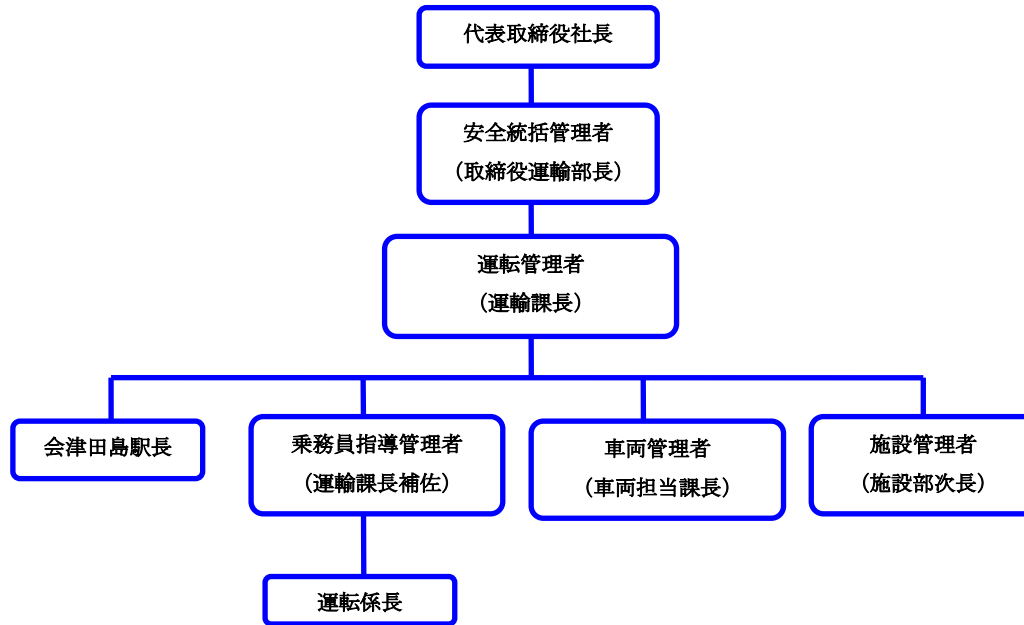 代表取締役社長
安全統括管理者
（取締役運輸部長）
運転管理者
（運輸課長）
会津田島駅長
乗務員指導管理者
（運輸課長補佐）
車両管理者
（車両担当課長）
施設管理者
（施設部次長）
運転係長